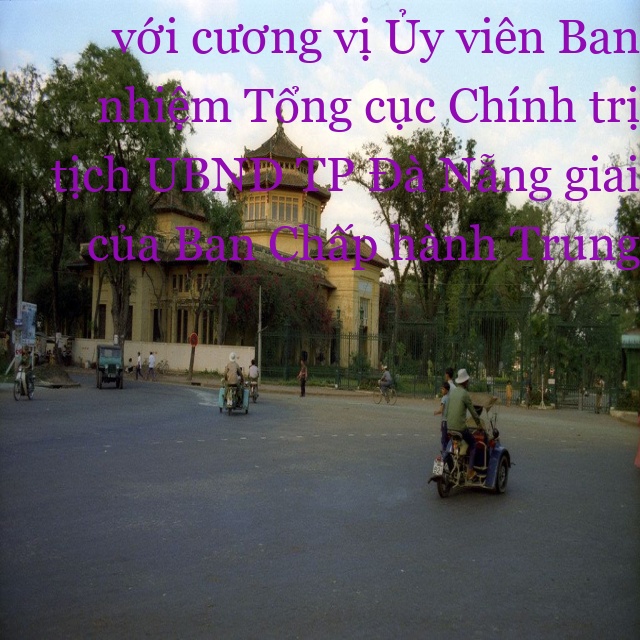 với cương vị Ủy viên Ban
nhiệm Tổng cục Chính trị
tịch UBND TP Đà Nẵng giai
của Ban Chấp hành Trung